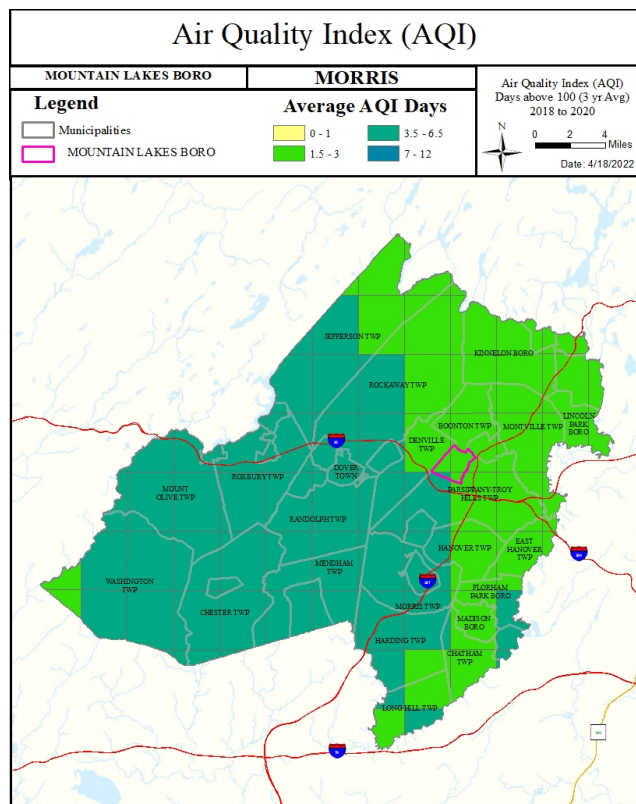 Air Quality Index (AQI)
MOUNTAIN LAKES BORO
MORRIS
Legend
Municipalities
MOUNTAIN LAKES BORO
Average AQI Days
0 - 1
3.5 - 6.5
1.5 - 3
7 - 12
Air Quality Index (AQI)
Days above 100 (3 yr Avg)
2018 to 2020
N
0 2 4
Miles
Date: 4/18/2022
JEFFERSON TWP
KINNELON BORO
ROCKAWAY TWP
LINCOLN
PARK
BORO
BOONTON TWP
MONTVILLE TWP
DENVILLE
TWP
DOVER
TOWN
ROXBURY TWP
MOUNT
OLIVE TWP
PARSIPPANY-TROY
HILLS TWP
RANDOLPH TWP
HANOVER TWP
EAST
HANOVER
TWP
MENDHAM
TWP
WASHINGTON
TWP
FLORHAM
PARK BORO
CHESTER TWP
MORRIS TWP
MADISON
BORO
HARDING TWP
CHATHAM
TWP
LONG HILL TWP